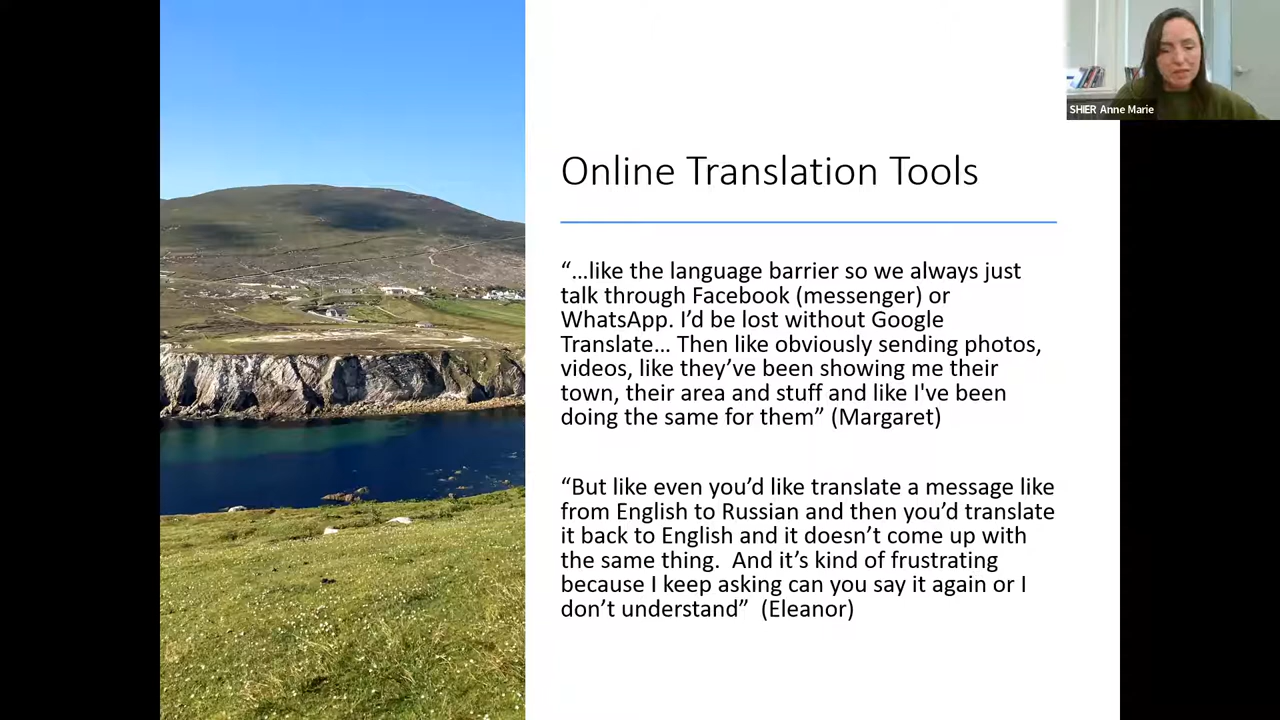 SHIER Anne Marie
Online Translation Tools
“…like the language barrier so we always just
talk through Facebook (messenger) or
WhatsApp. I’d be lost without Google
Translate… Then like obviously sending photos,
videos, like they’ve been showing me their
town, their area and stuff and like I've been
doing the same for them” (Margaret)
“But like even you’d like translate a message like
from English to Russian and then you’d translate
it back to English and it doesn’t come up with
the same thing.  And it’s kind of frustrating
because I keep asking can you say it again or I
don’t understand”  (Eleanor)